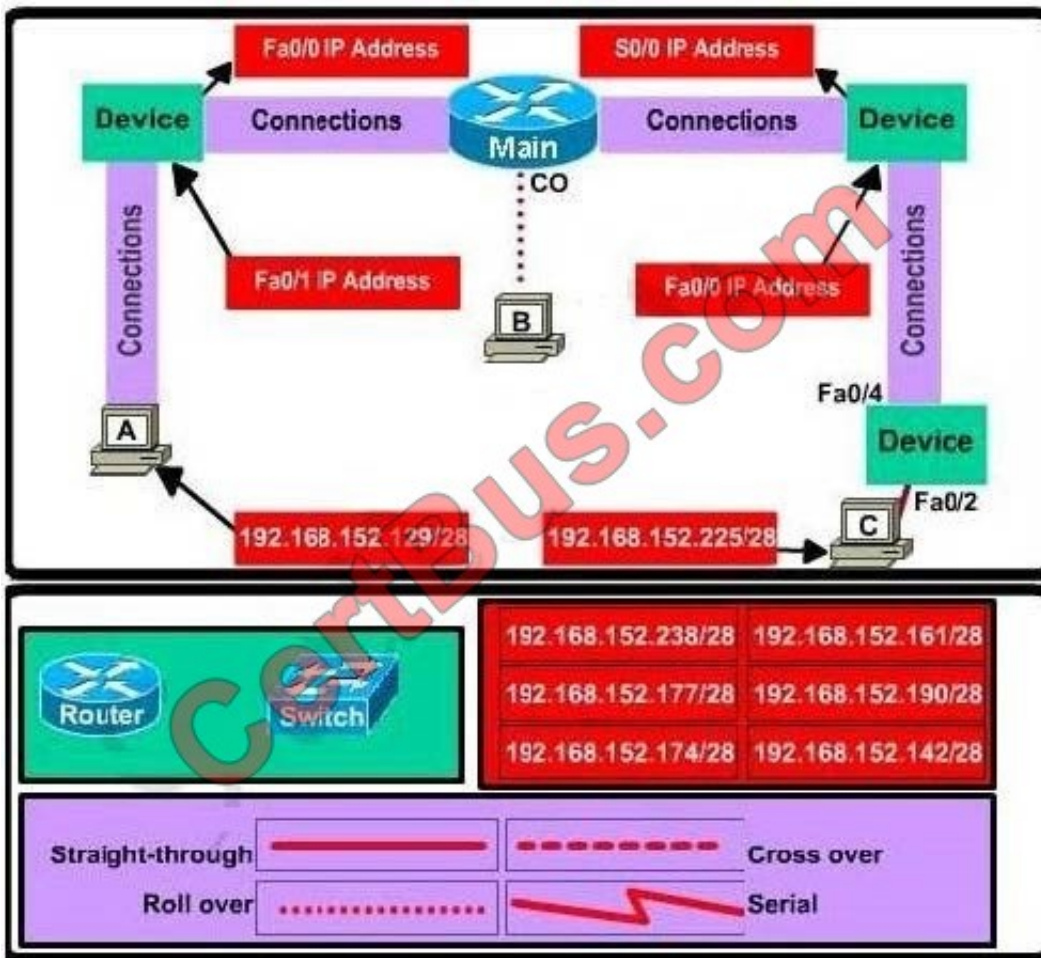 Fa0/0 IP Address
S0/0 IP Address
Device
Connections
Main
Connections
Device
CO
Connections
Fa0/1 IP Address
B
Fa0/0 IP Address
Connections
Fa0/4
A
Device
Fa0/2
C
192.168.152.129/28
192.168.152.225/28
CertBus.com
Router
Switch
192.168.152.238/28
192.168.152.161/28
192.168.152.177/28
192.168.152.190/28
192.168.152.174/28
192.168.152.142/28
Straight-through
Cross over
Roll over
Serial